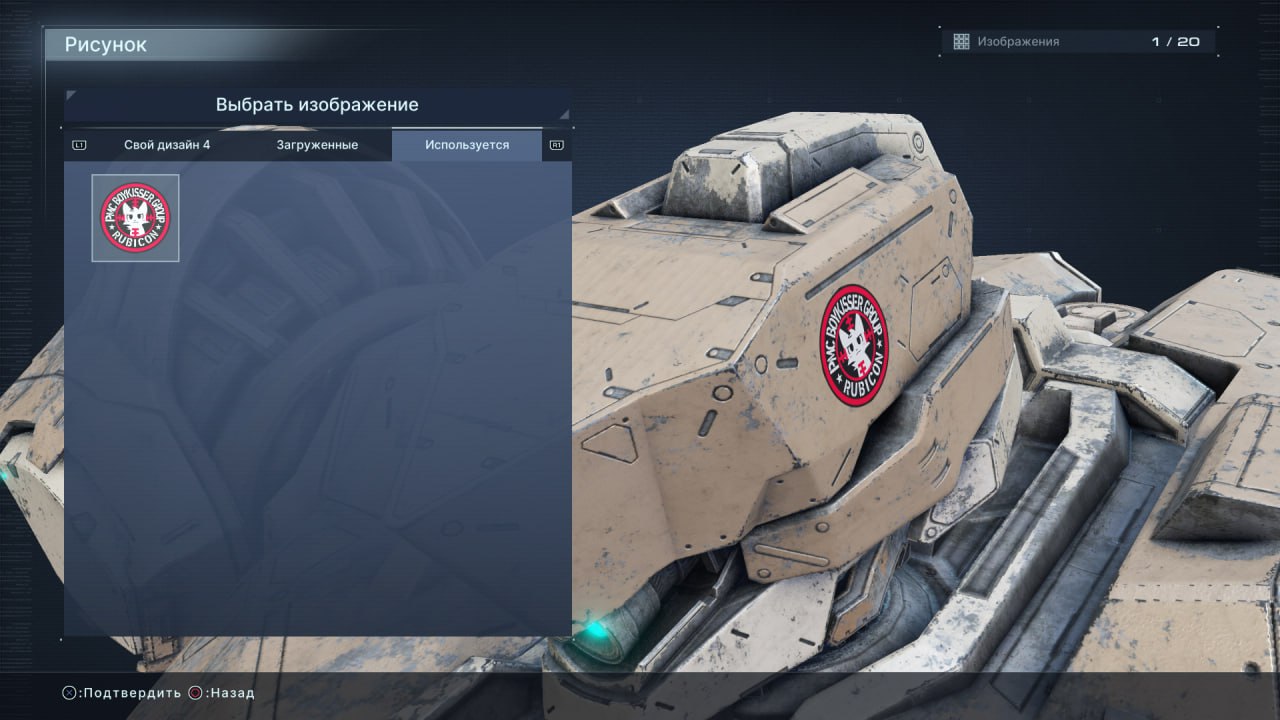 Рисунок
Изображения 1 / 20
Выбрать изображение
L1 Свой дизайн 4 Загруженные Используется R1
PMC BOYKISSER GROUP
RUBICON
PMC BOYKISSER GROUP
RUBICON
:Подтвердить :Назад